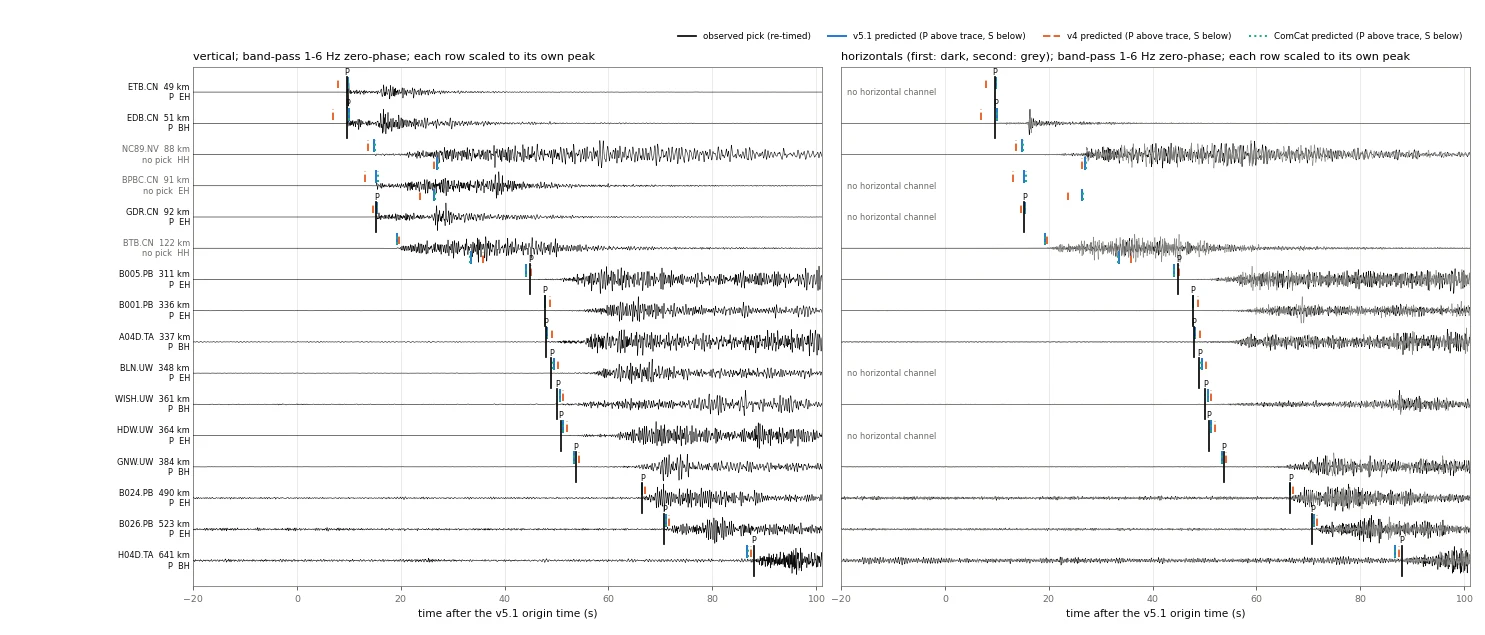 observed pick (re-timed)
v5.1 predicted (P above trace, S below)
v4 predicted (P above trace, S below)
ComCat predicted (P above trace, S below)
vertical; band-pass 1-6 Hz zero-phase; each row scaled to its own peak
horizontals (first: dark, second: grey); band-pass 1-6 Hz zero-phase; each row scaled to its own peak
ETB.CN 49 km
P EH
EDB.CN 51 km
P BH
NC89.NV 88 km
no pick HH
BPBC.CN 91 km
no pick EH
GDR.CN 92 km
P EH
BTB.CN 122 km
no pick HH
B005.PB 311 km
P EH
B001.PB 336 km
P EH
A04D.TA 337 km
P BH
BLN.UW 348 km
P EH
WISH.UW 361 km
P BH
HDW.UW 364 km
P EH
GNW.UW 384 km
P BH
B024.PB 490 km
P EH
B026.PB 523 km
P EH
H04D.TA 641 km
P BH
P
P
P
P
P
P
P
P
P
P
P
P
P
−20
0
20
40
60
80
100
time after the v5.1 origin time (s)
no horizontal channel
no horizontal channel
no horizontal channel
no horizontal channel
no horizontal channel
P
P
P
P
P
P
P
P
P
P
P
P
P
−20
0
20
40
60
80
100
time after the v5.1 origin time (s)